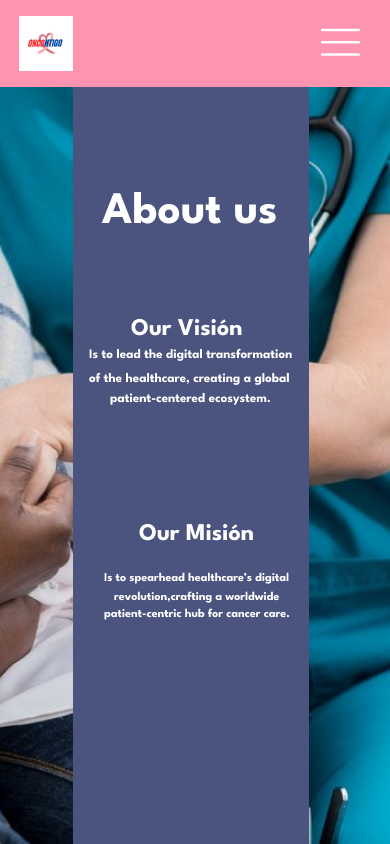 ONCONTIGO
About us
Our Visión
Is to lead the digital transformation
of the healthcare, creating a global
patient-centered ecosystem.
Our Misión
Is to spearhead healthcare's digital
revolution,crafting a worldwide
patient-centric hub for cancer care.